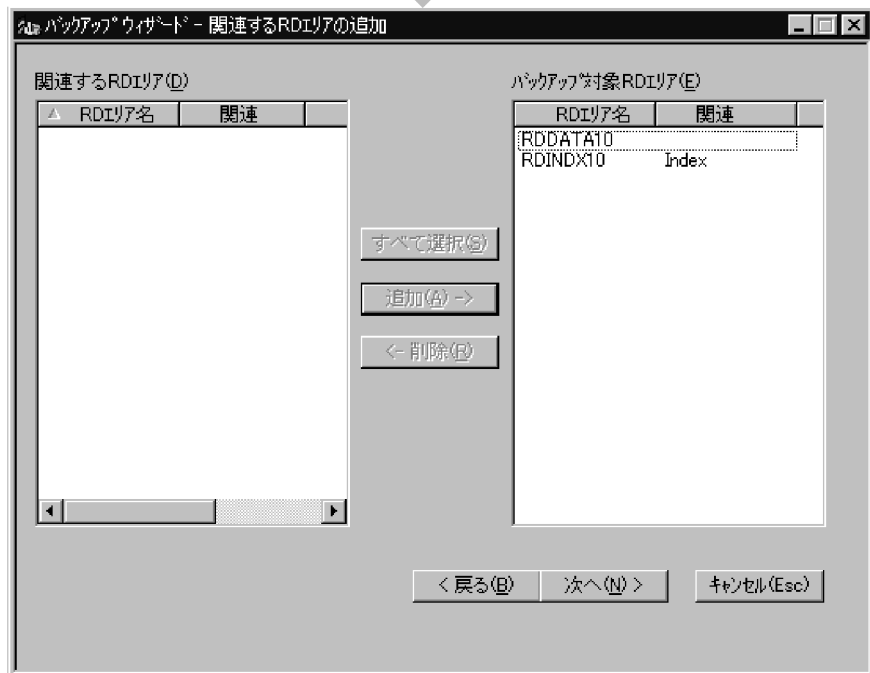 ﾊﾞｯｸｱｯﾌﾟｳｨｻﾞｰﾄﾞ - 関連するRDｴﾘｱの追加
関連するRDｴﾘｱ(D)
RDｴﾘｱ名 関連
すべて選択(S)
追加(A) ->
<- 削除(R)
ﾊﾞｯｸｱｯﾌﾟ対象RDｴﾘｱ(E)
RDｴﾘｱ名 関連
RDDATA10
RDINDX10 Index
< 戻る(B)
次へ(N) >
ｷｬﾝｾﾙ(Esc)